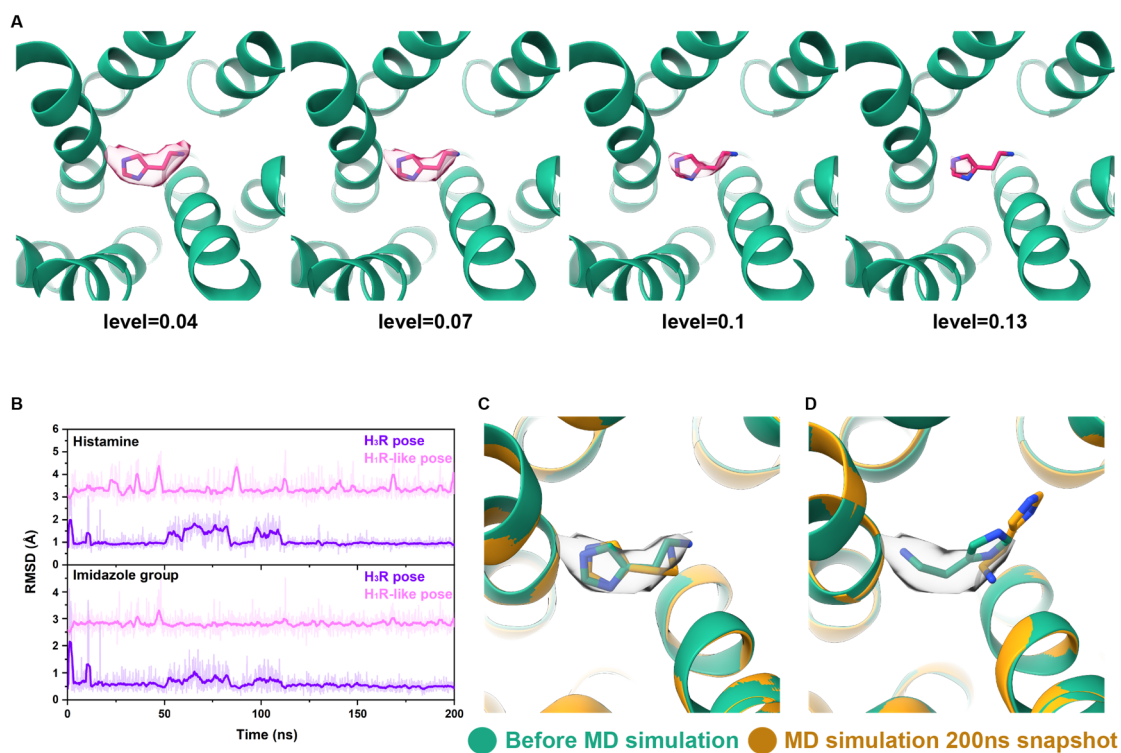 A
level=0.04
level=0.07
level=0.1
level=0.13
B
Histamine
H₃R pose
H₁R-like pose
6
5
4
3
2
1
0
Imidazole group
H₃R pose
H₁R-like pose
5
4
3
2
1
0
RMSD (Å)
0
50
100
150
200
Time (ns)
C
D
Before MD simulation
MD simulation 200ns snapshot